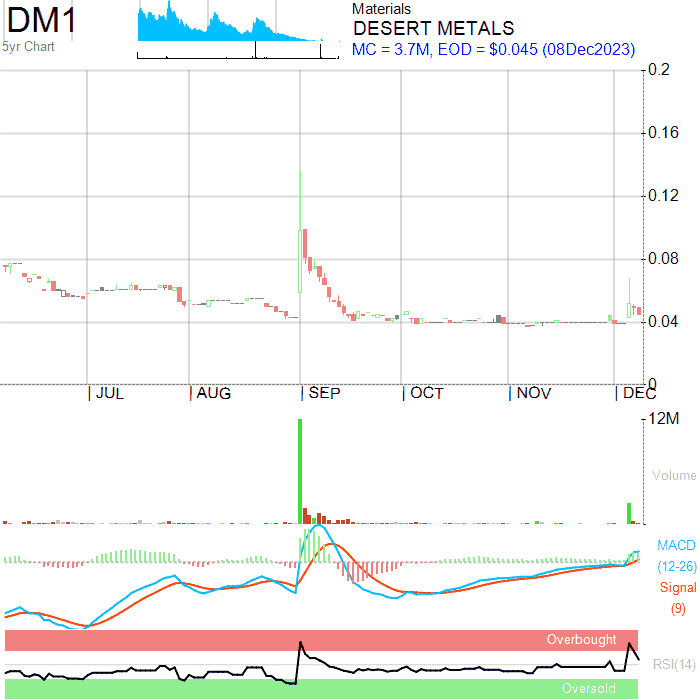 DM1
5yr Chart
Materials
DESERT METALS
MC = 3.7M, EOD = $0.045 (08Dec2023)
0.2
0.16
0.12
0.08
0.04
0
JUL AUG SEP OCT NOV DEC
12M
Volume
MACD
(12-26)
Signal
(9)
Overbought
RSI(14)
Oversold